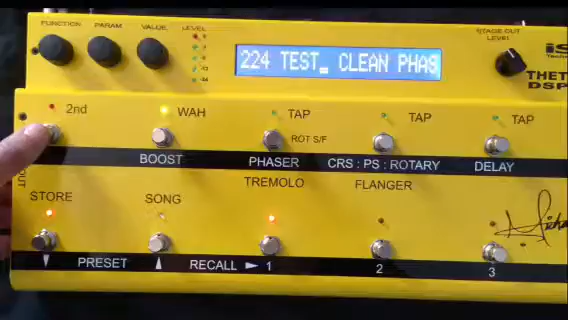 FUNCTION PARAM VALUE LEVEL
STAGE OUT
LEVEL
224 TEST_ CLEAN PHAS
THET
DSP
2nd WAH TAP TAP TAP
ROT S/F
BOOST PHASER CRS : PS : ROTARY DELAY
OUT
STORE SONG TREMOLO FLANGER
PRESET RECALL 1 2 3